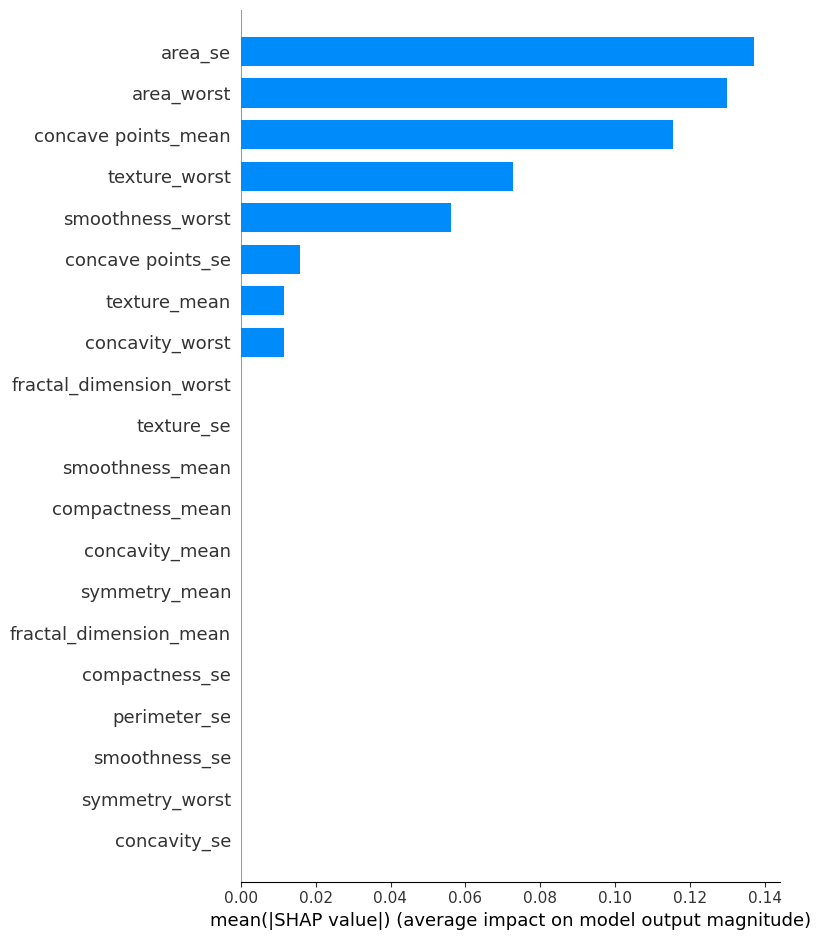 area_se
area_worst
concave points_mean
texture_worst
smoothness_worst
concave points_se
texture_mean
concavity_worst
fractal_dimension_worst
texture_se
smoothness_mean
compactness_mean
concavity_mean
symmetry_mean
fractal_dimension_mean
compactness_se
perimeter_se
smoothness_se
symmetry_worst
concavity_se
0.00 0.02 0.04 0.06 0.08 0.10 0.12 0.14
mean(|SHAP value|) (average impact on model output magnitude)